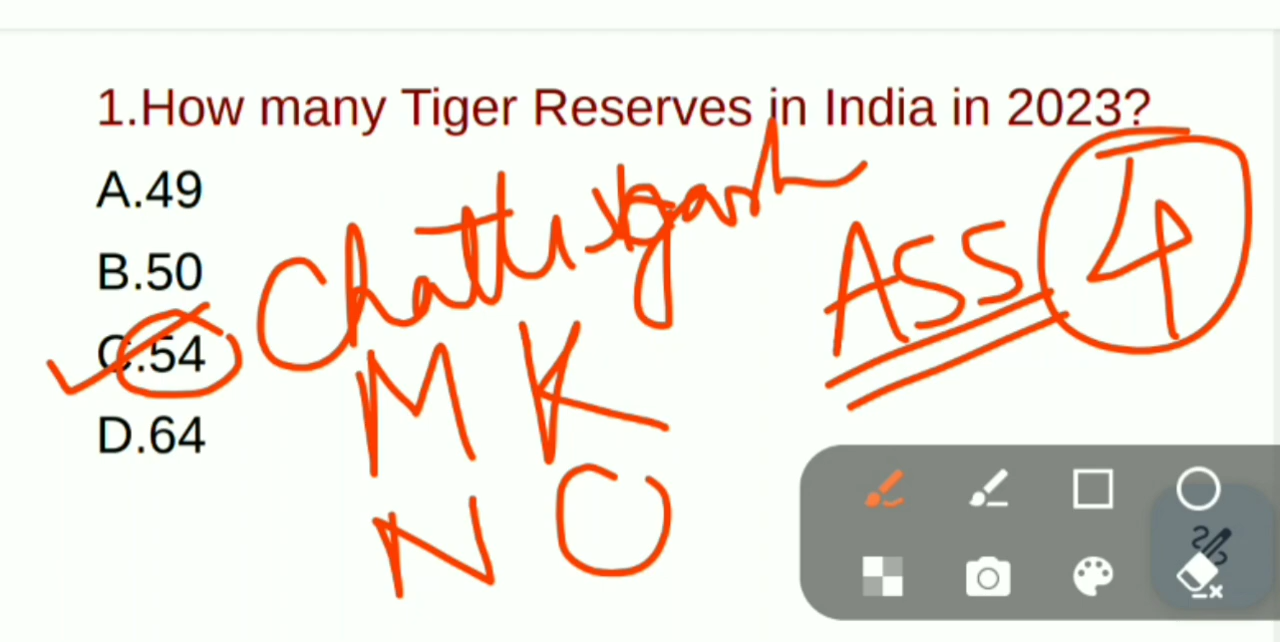 1.How many Tiger Reserves in India in 2023?
A.49
B.50
C.54
D.64
Chattisgarh
ASS 4
M K
N O